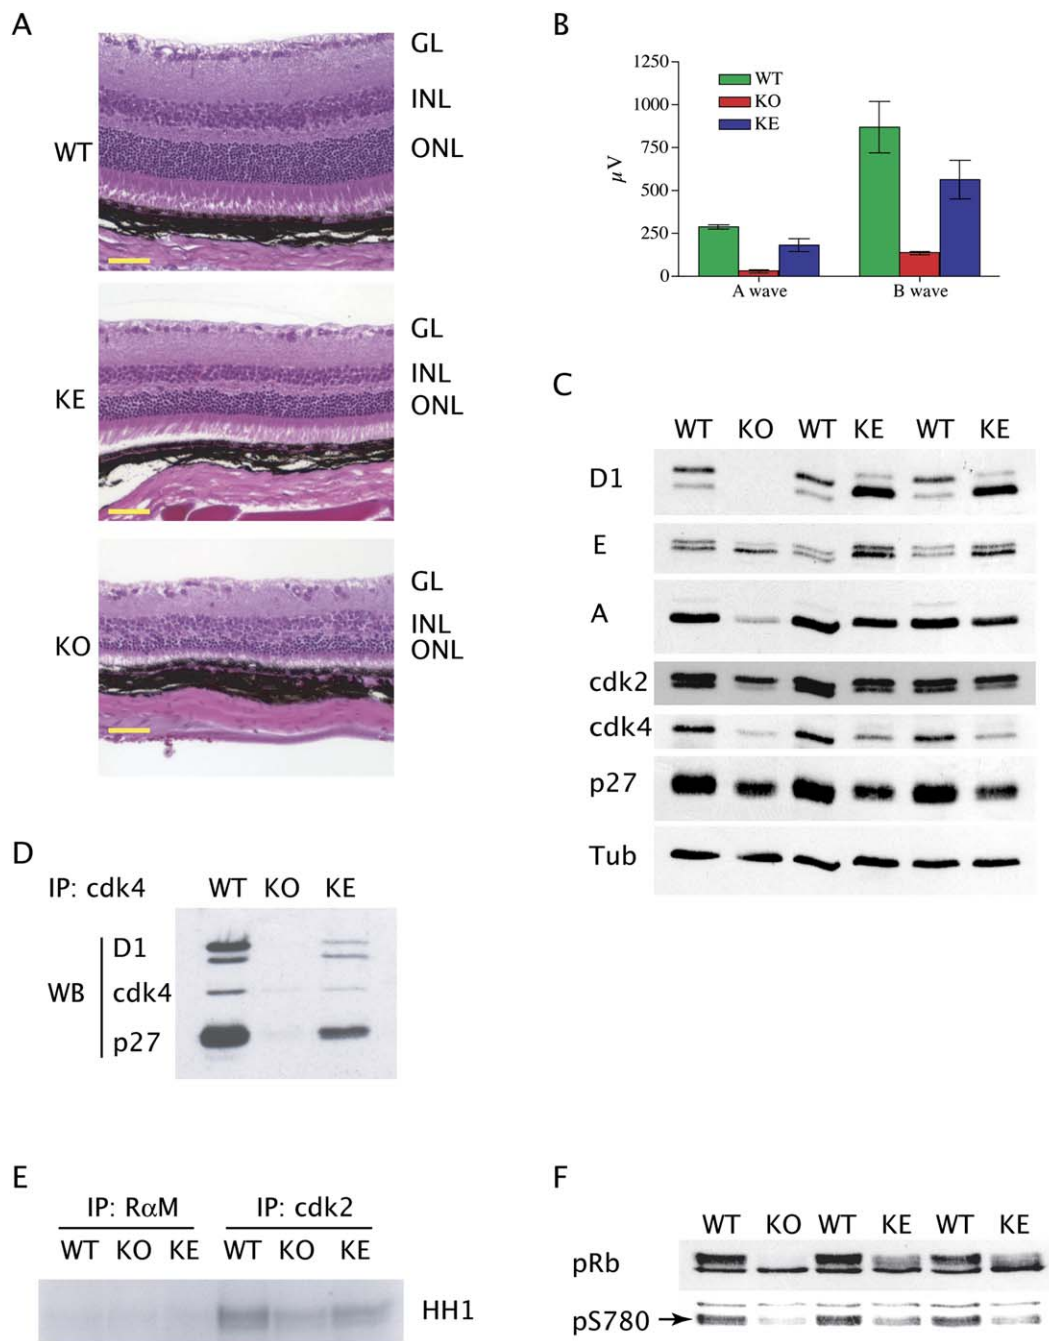 A
WT
GL
INL
ONL
KE
GL
INL
ONL
KO
GL
INL
ONL
B
1250
1000
750
500
250
0
µV
WT
KO
KE
A wave
B wave
C
WT KO WT KE WT KE
D1
E
A
cdk2
cdk4
p27
Tub
D
IP: cdk4 WT KO KE
WB
D1
cdk4
p27
E
IP: RαM IP: cdk2
WT KO KE WT KO KE
HH1
F
WT KO WT KE WT KE
pRb
pS780